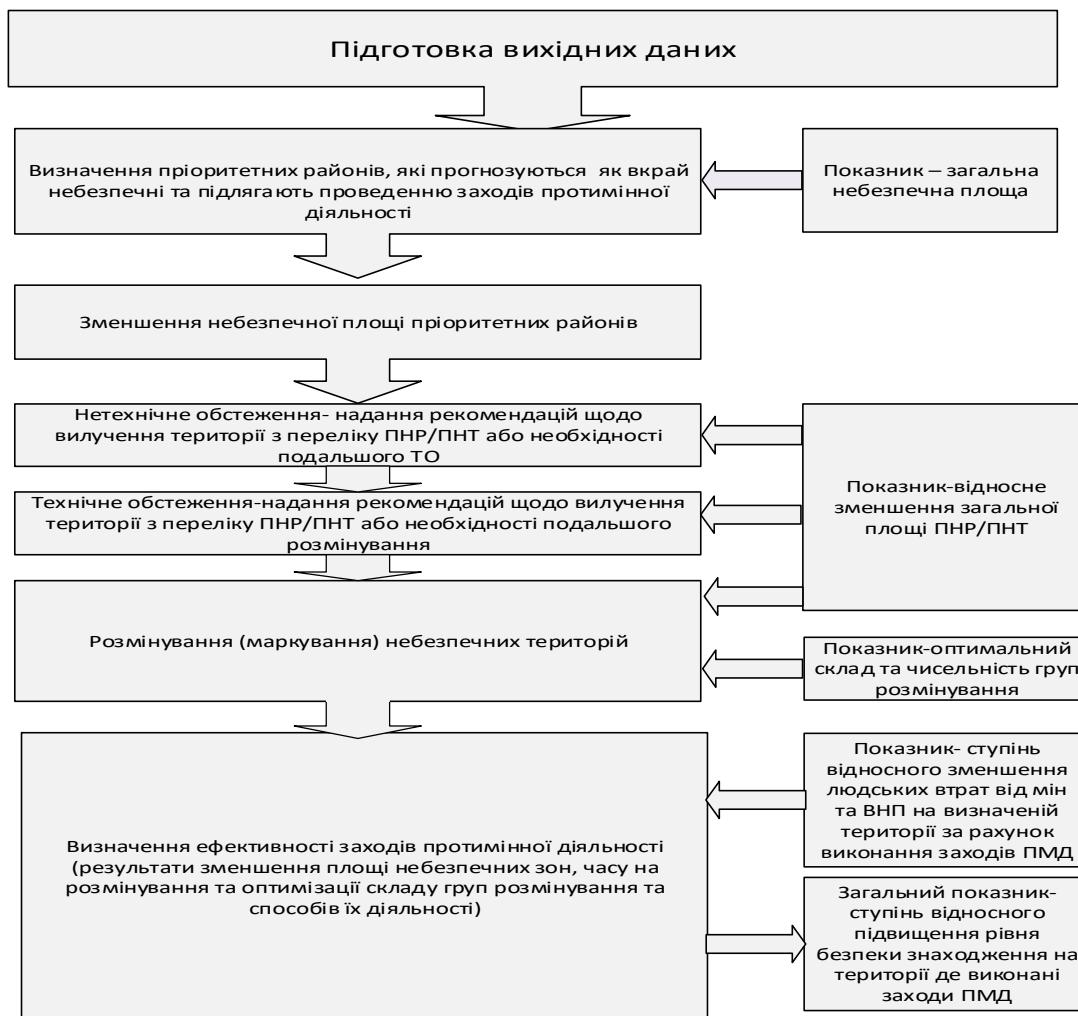 Підготовка вихідних даних
Визначення пріоритетних районів, які прогнозуються як вкрай
небезпечні та підлягають проведенню заходів протимінної
діяльності
Показник – загальна
небезпечна площа
Зменшення небезпечної площі пріоритетних районів
Нетехнічне обстеження- надання рекомендацій щодо
вилучення території з переліку ПНР/ПНТ або необхідності
подальшого ТО
Технічне обстеження-надання рекомендацій щодо вилучення
території з переліку ПНР/ПНТ або необхідності подальшого
розмінування
Показник-відносне
зменшення загальної
площі ПНР/ПНТ
Розмінування (маркування) небезпечних територій
Показник-оптимальний
склад та чисельність груп
розмінування
Визначення ефективності заходів протимінної діяльності
(результати зменшення площі небезпечних зон, часу на
розмінування та оптимізації складу груп розмінування та
способів їх діяльності)
Показник- ступінь
відносного зменшення
людських втрат від мін
та ВНП на визначеній
території за рахунок
виконання заходів ПМД
Загальний показник-
ступінь відносного
підвищення рівня
безпеки знаходження на
території де виконані
заходи ПМД